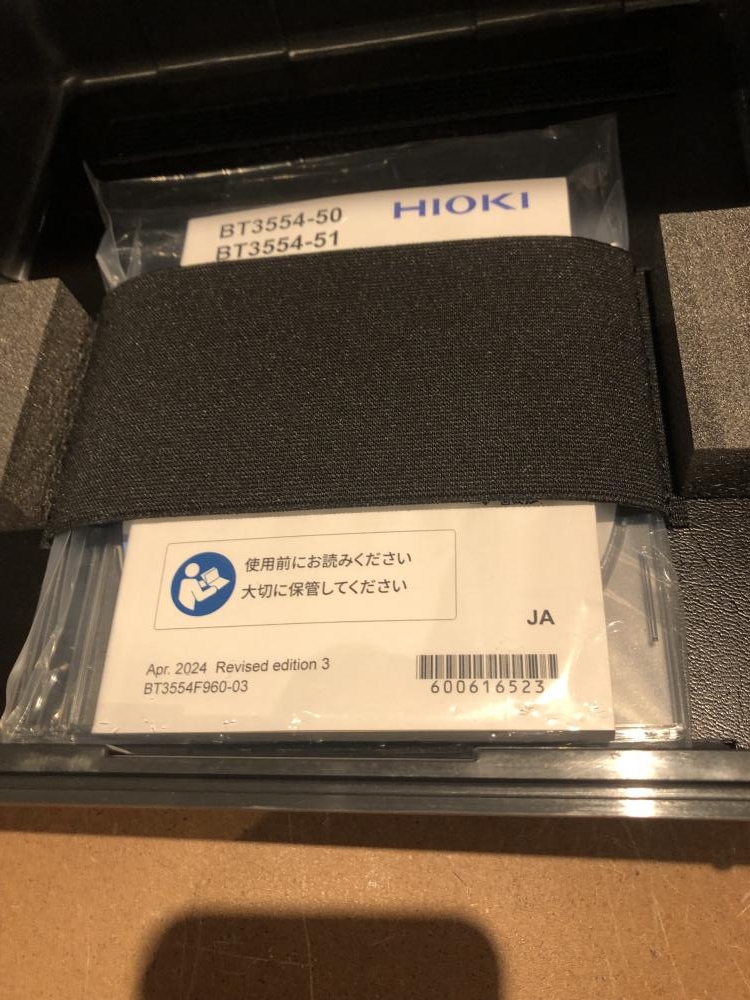 BT3554-50
HIOKI
BT3554-51
使用前にお読みください
大切に保管してください
JA
Apr. 2024 Revised edition 3
BT3554F960-03
600616523